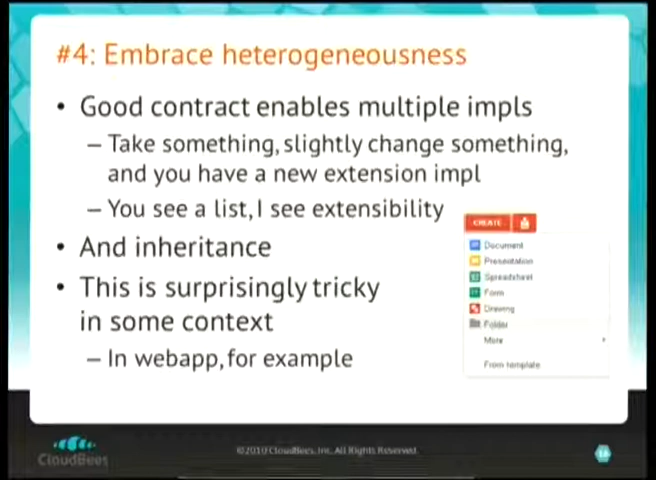 #4: Embrace heterogeneousness
• Good contract enables multiple impls
– Take something, slightly change something,
and you have a new extension impl
– You see a list, I see extensibility
CREATE
Document
Presentation
Spreadsheet
Form
Drawing
Folder
More
From template
• And inheritance
• This is surprisingly tricky
in some context
– In webapp, for example
CloudBees
©2010 CloudBees, Inc. All Rights Reserved.